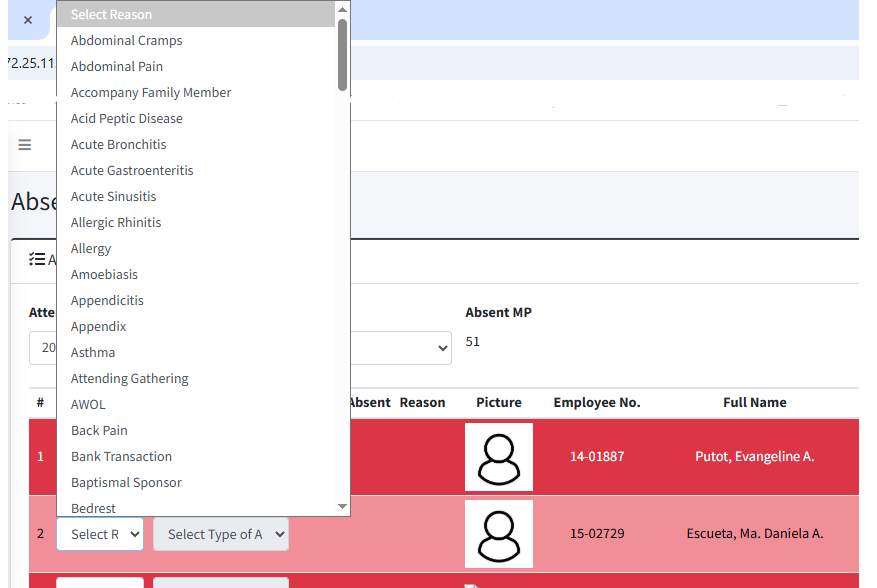 Select Reason
Abdominal Cramps
Abdominal Pain
72.25.11
Accompany Family Member
Acid Peptic Disease
Acute Bronchitis
Acute Gastroenteritis
Acute Sinusitis
Abse
Allergic Rhinitis
Allergy
A
Amoebiasis
Appendicitis
Atte
Absent MP
Appendix
Asthma
20
51
Attending Gathering
AWOL
# Absent Reason Picture Employee No. Full Name
Back Pain
Bank Transaction
1 14-01887 Putot, Evangeline A.
Baptismal Sponsor
Bedrest
2 Select R Select Type of A 15-02729 Escueta, Ma. Daniela A.